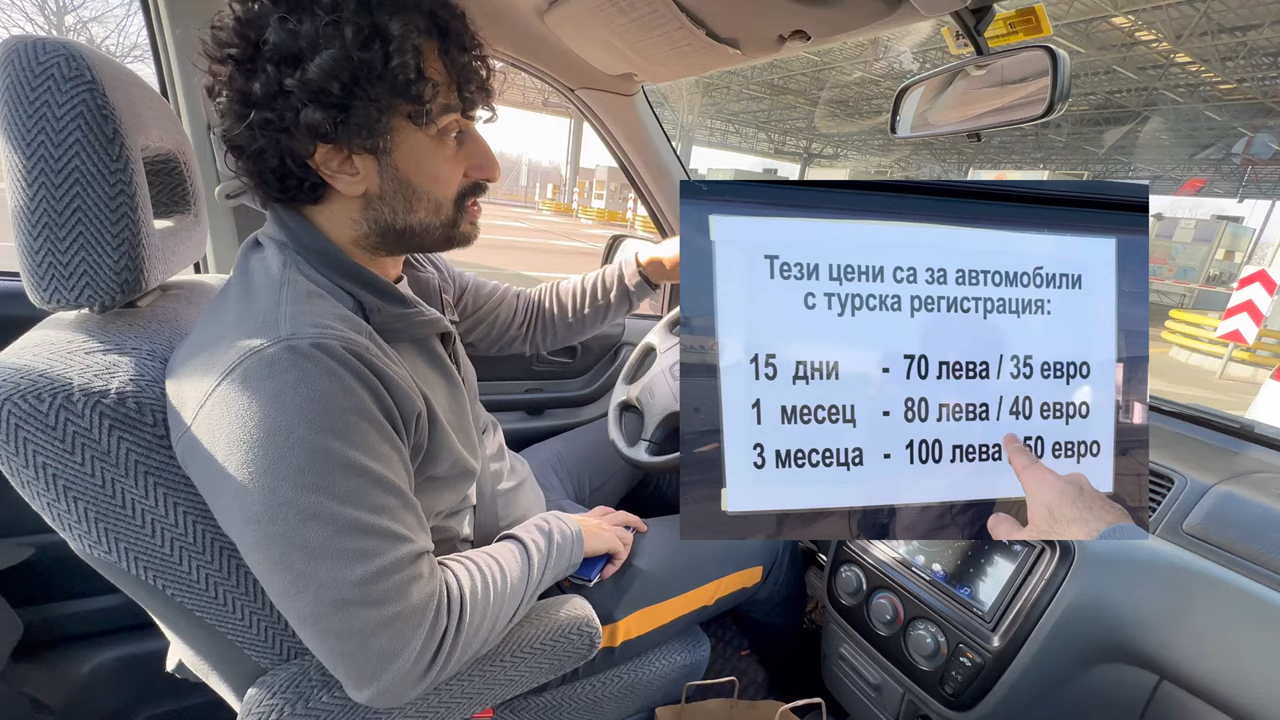 Тези цени са за автомобили
с турска регистрация:
15 дни - 70 лева / 35 евро
1 месец - 80 лева / 40 евро
3 месеца - 100 лева 50 евро
A/C